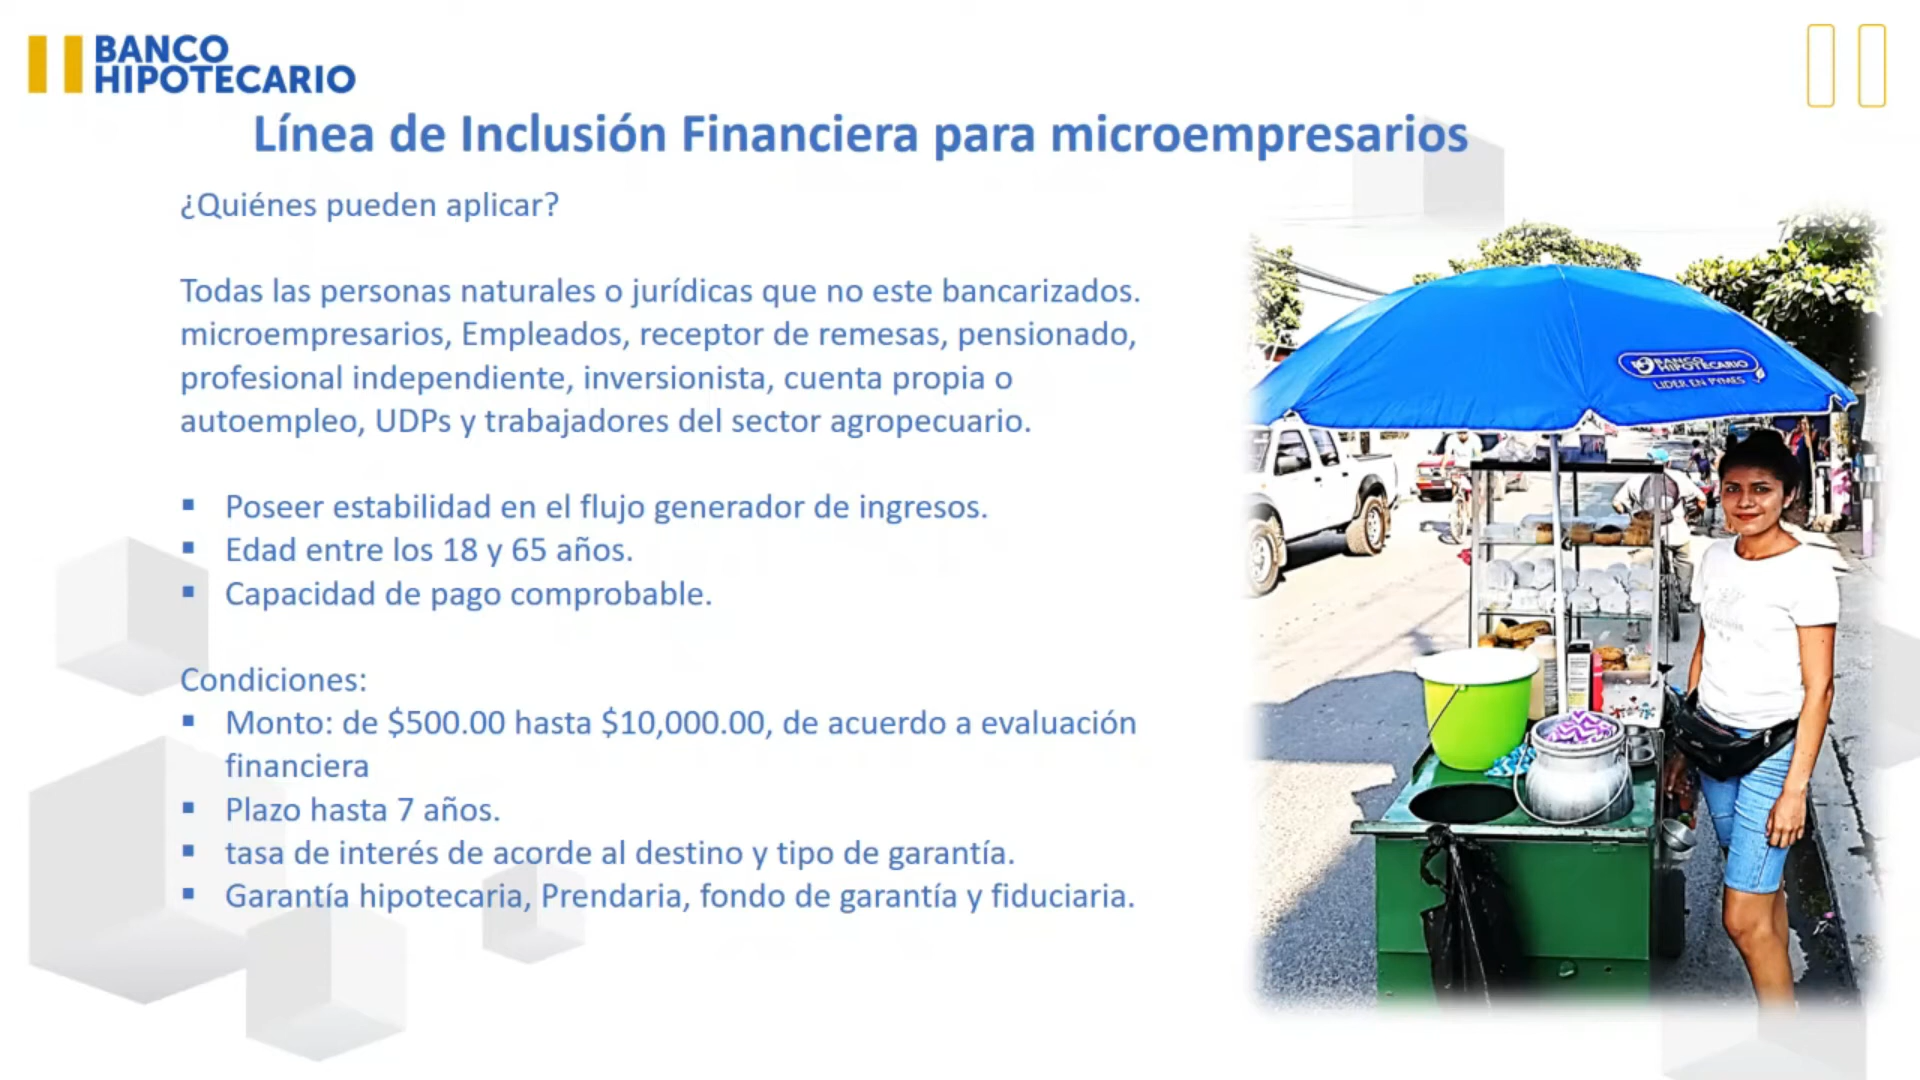 BANCO
HIPOTECARIO
Línea de Inclusión Financiera para microempresarios
¿Quiénes pueden aplicar?
Todas las personas naturales o jurídicas que no este bancarizados.
microempresarios, Empleados, receptor de remesas, pensionado,
profesional independiente, inversionista, cuenta propia o
autoempleo, UDPs y trabajadores del sector agropecuario.
▪ Poseer estabilidad en el flujo generador de ingresos.
▪ Edad entre los 18 y 65 años.
▪ Capacidad de pago comprobable.
Condiciones:
▪ Monto: de $500.00 hasta $10,000.00, de acuerdo a evaluación
financiera
▪ Plazo hasta 7 años.
▪ tasa de interés de acorde al destino y tipo de garantía.
▪ Garantía hipotecaria, Prendaria, fondo de garantía y fiduciaria.
BANCO
HIPOTECARIO
LIDER EN PYMES